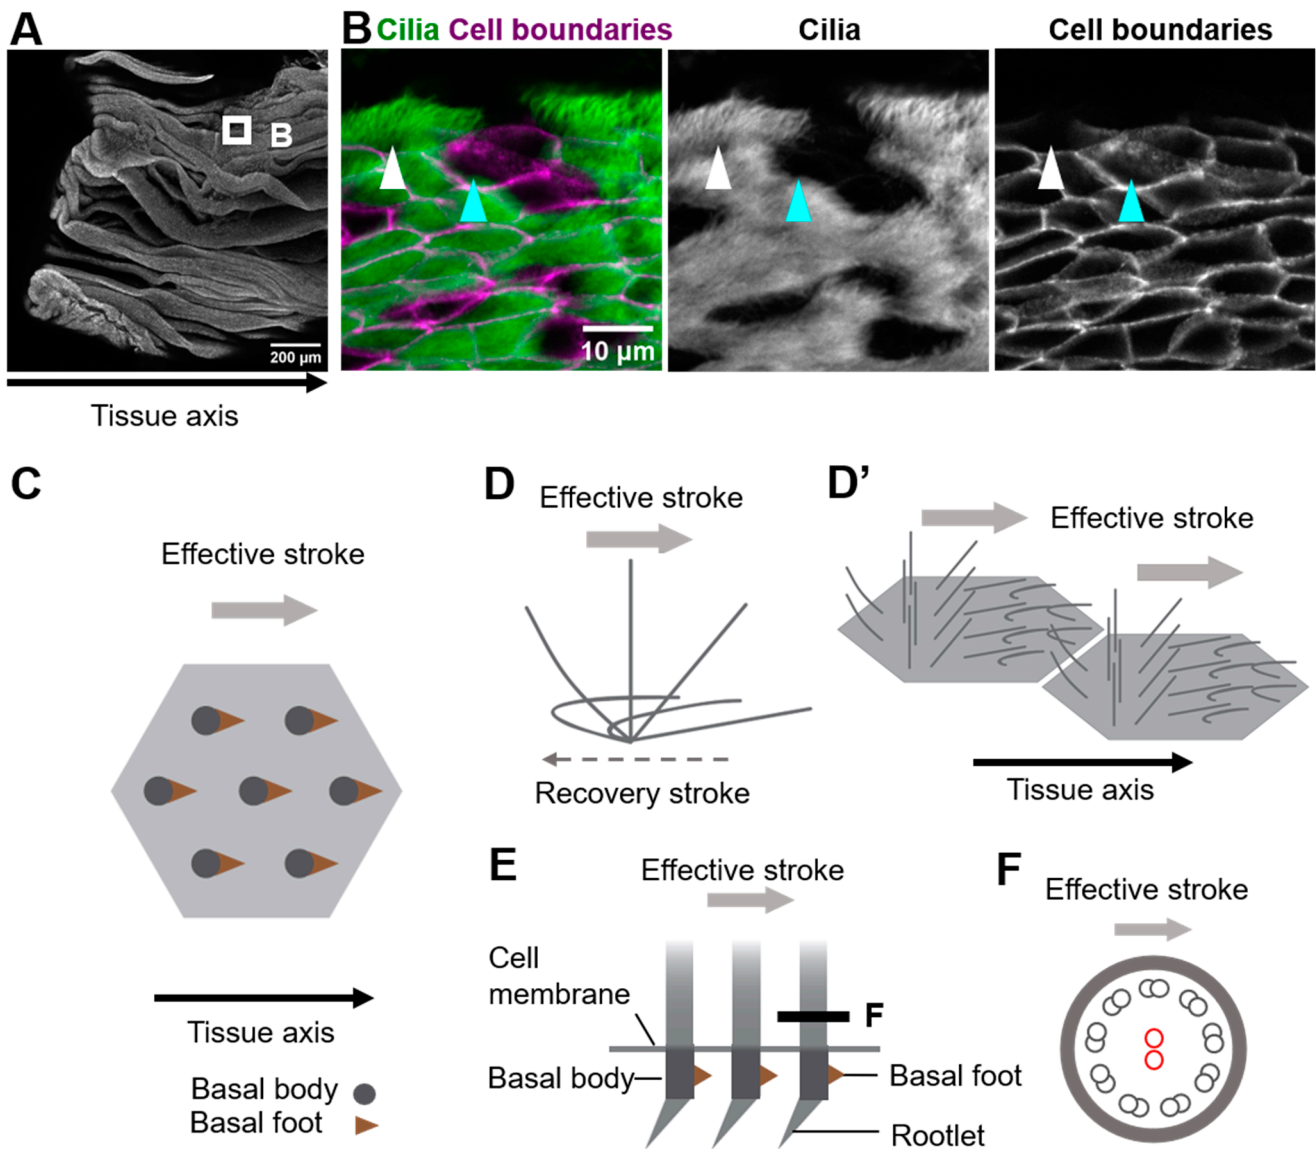 A
B
200 µm
Tissue axis
B Cilia Cell boundaries
Cilia
Cell boundaries
10 µm
C
Effective stroke
Tissue axis
Basal body
Basal foot
D
Effective stroke
Recovery stroke
D’
Effective stroke
Tissue axis
E
Effective stroke
Cell
membrane
F
Basal body
Basal foot
Rootlet
F
Effective stroke